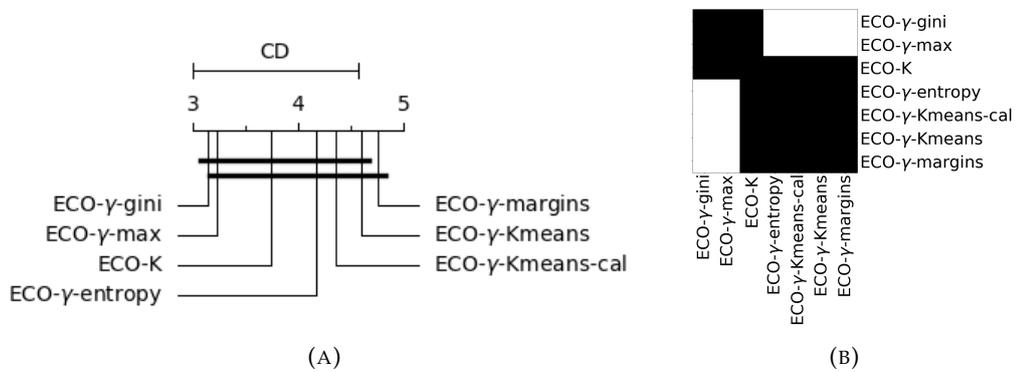 CD
3 4 5
ECO-γ-gini
ECO-γ-max
ECO-K
ECO-γ-entropy
ECO-γ-margins
ECO-γ-Kmeans
ECO-γ-Kmeans-cal
(A)
ECO-γ-gini
ECO-γ-max
ECO-K
ECO-γ-entropy
ECO-γ-Kmeans-cal
ECO-γ-Kmeans
ECO-γ-margins
ECO-γ-gini
ECO-γ-max
ECO-K
ECO-γ-entropy
ECO-γ-Kmeans-cal
ECO-γ-Kmeans
ECO-γ-margins
(B)